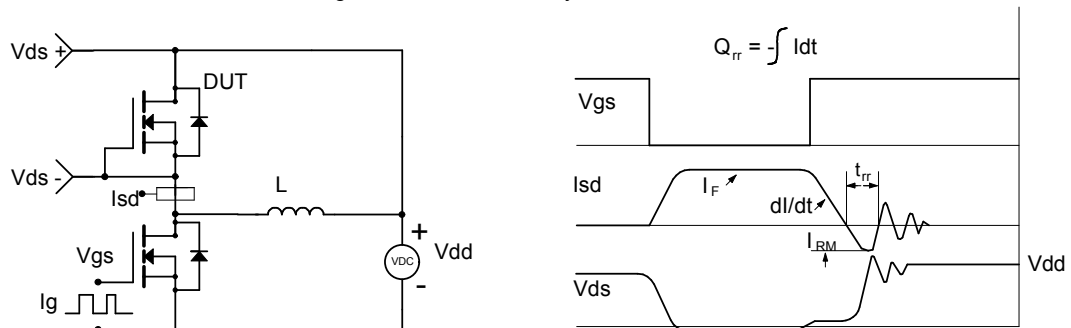 Vds +
DUT
Vds -
Isd
L
Vgs
Ig
+
VDC
-
Vdd
Qrr = -∫ Idt
Vgs
Isd
IF
dI/dt
trr
IRM
Vds
Vdd